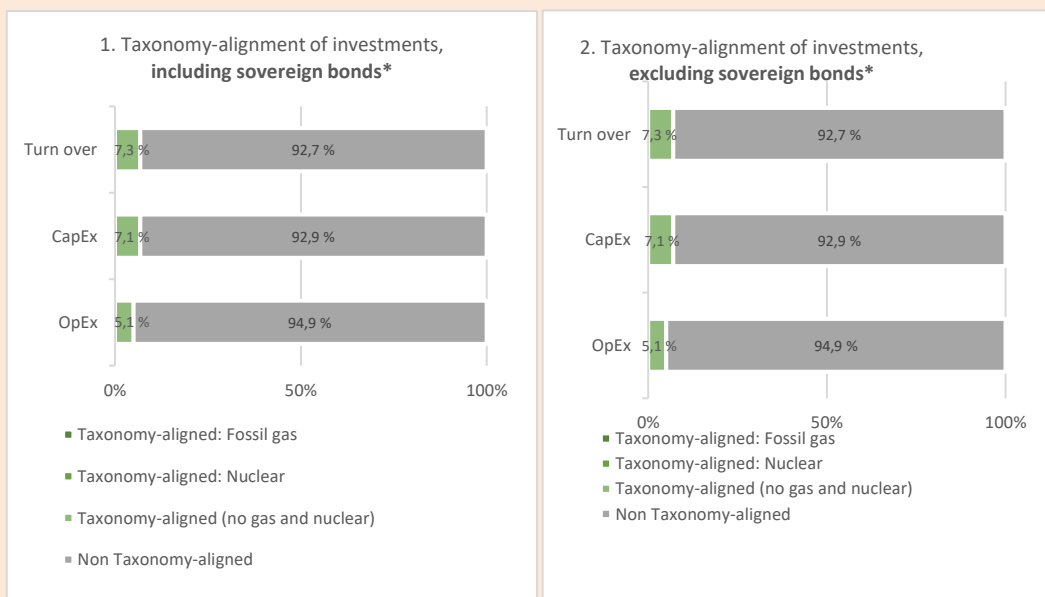 1. Taxonomy-alignment of investments,
including sovereign bonds*
Turn over
7,3 %
92,7 %
CapEx
7,1 %
92,9 %
OpEx
5,1 %
94,9 %
0%
50%
100%
Taxonomy-aligned: Fossil gas
Taxonomy-aligned: Nuclear
Taxonomy-aligned (no gas and nuclear)
Non Taxonomy-aligned
2. Taxonomy-alignment of investments,
excluding sovereign bonds*
Turn over
7,3 %
92,7 %
CapEx
7,1 %
92,9 %
OpEx
5,1 %
94,9 %
0%
50%
100%
Taxonomy-aligned: Fossil gas
Taxonomy-aligned: Nuclear
Taxonomy-aligned (no gas and nuclear)
Non Taxonomy-aligned